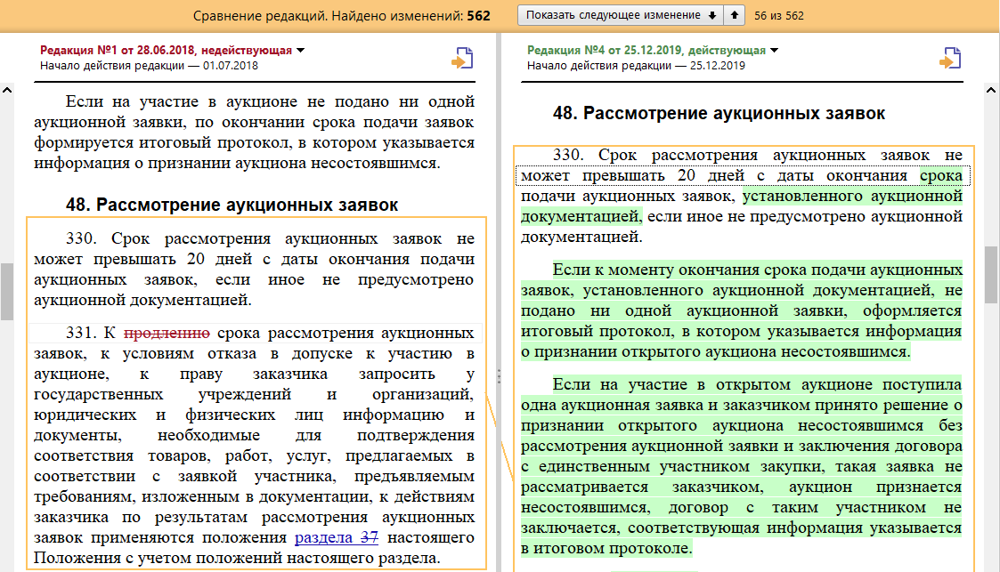 Сравнение редакций. Найдено изменений: 562
Показать следующее изменение
56 из 562
Редакция №1 от 28.06.2018, недействующая
Начало действия редакции — 01.07.2018
Если на участие в аукционе не подано ни одной
аукционной заявки, по окончании срока подачи заявок
формируется итоговый протокол, в котором указывается
информация о признании аукциона несостоявшимся.
48. Рассмотрение аукционных заявок
330. Срок рассмотрения аукционных заявок не
может превышать 20 дней с даты окончания подачи
аукционных заявок, если иное не предусмотрено
аукционной документацией.
331. К продлению срока рассмотрения аукционных
заявок, к условиям отказа в допуске к участию в
аукционе, к праву заказчика запросить у
государственных учреждений и организаций,
юридических и физических лиц информацию и
документы, необходимые для подтверждения
соответствия товаров, работ, услуг, предлагаемых в
соответствии с заявкой участника, предъявляемым
требованиям, изложенным в документации, к действиям
заказчика по результатам рассмотрения аукционных
заявок применяются положения раздела 37 настоящего
Положения с учетом положений настоящего раздела.
Редакция №4 от 25.12.2019, действующая
Начало действия редакции — 25.12.2019
48. Рассмотрение аукционных заявок
330. Срок рассмотрения аукционных заявок не
может превышать 20 дней с даты окончания срока
подачи аукционных заявок, установленного аукционной
документацией, если иное не предусмотрено аукционной
документацией.
Если к моменту окончания срока подачи аукционных
заявок, установленного аукционной документацией, не
подано ни одной аукционной заявки, оформляется
итоговый протокол, в котором указывается информация
о признании открытого аукциона несостоявшимся.
Если на участие в открытом аукционе поступила
одна аукционная заявка и заказчиком принято решение о
признании открытого аукциона несостоявшимся без
рассмотрения аукционной заявки и заключения договора
с единственным участником закупки, такая заявка не
рассматривается заказчиком, аукцион признается
несостоявшимся, договор с таким участником не
заключается, соответствующая информация указывается
в итоговом протоколе.